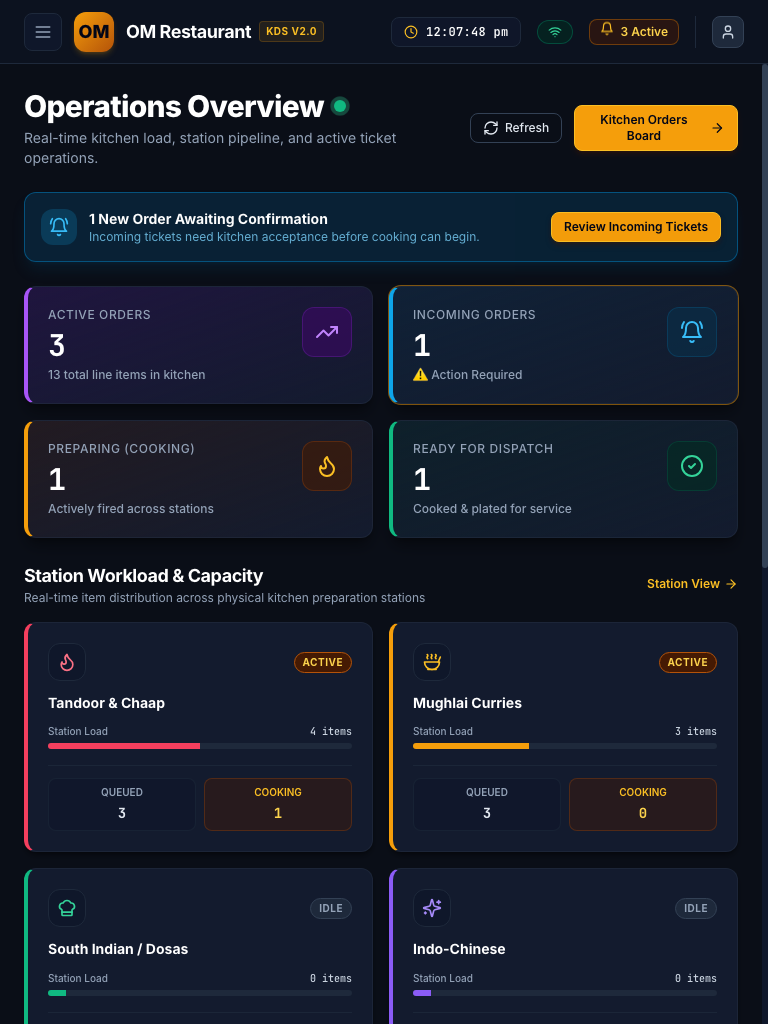 OM
OM Restaurant
KDS V2.0
12:07:48 pm
3 Active
Operations Overview
Real-time kitchen load, station pipeline, and active ticket
operations.
Refresh
Kitchen Orders
Board
1 New Order Awaiting Confirmation
Incoming tickets need kitchen acceptance before cooking can begin.
Review Incoming Tickets
ACTIVE ORDERS
3
13 total line items in kitchen
INCOMING ORDERS
1
⚠️ Action Required
PREPARING (COOKING)
1
Actively fired across stations
READY FOR DISPATCH
1
Cooked & plated for service
Station Workload & Capacity
Real-time item distribution across physical kitchen preparation stations
Station View
ACTIVE
Tandoor & Chaap
Station Load 4 items
QUEUED
3
COOKING
1
ACTIVE
Mughlai Curries
Station Load 3 items
QUEUED
3
COOKING
0
IDLE
South Indian / Dosas
Station Load 0 items
IDLE
Indo-Chinese
Station Load 0 items